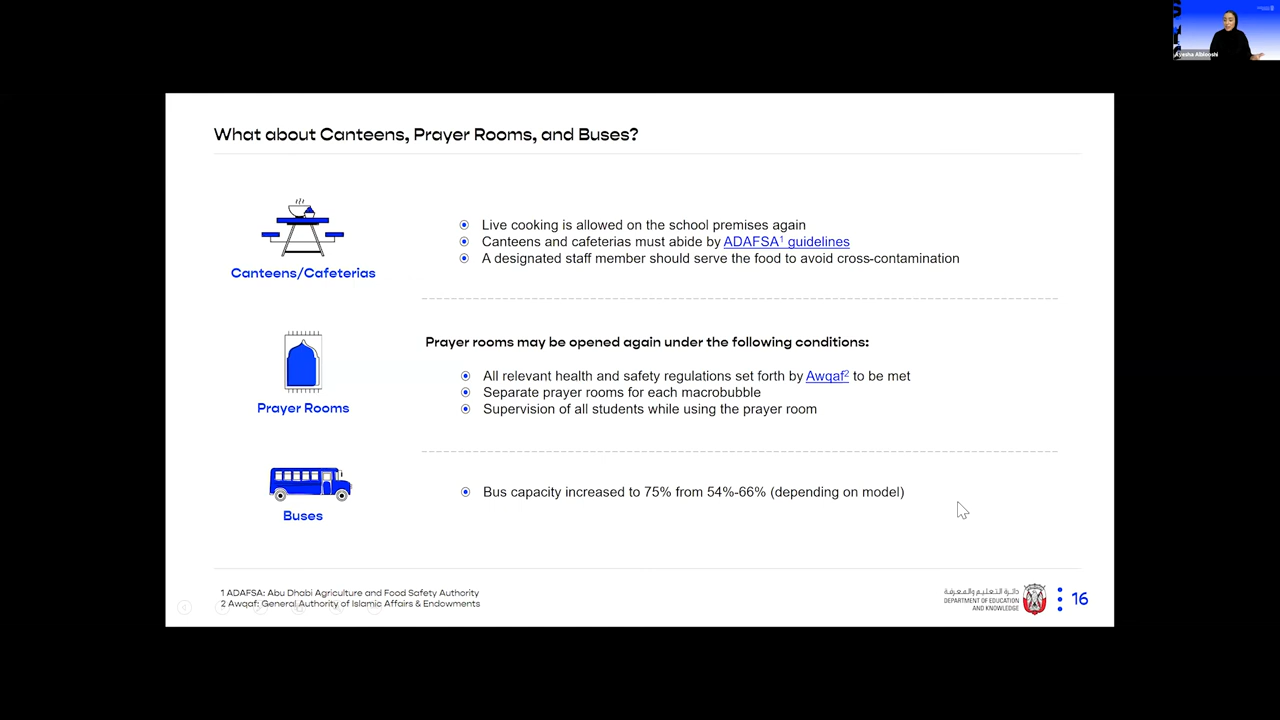 Ayesha Alblooshi
What about Canteens, Prayer Rooms, and Buses?
Canteens/Cafeterias
Live cooking is allowed on the school premises again
Canteens and cafeterias must abide by ADAFSA¹ guidelines
A designated staff member should serve the food to avoid cross-contamination
Prayer Rooms
Prayer rooms may be opened again under the following conditions:
All relevant health and safety regulations set forth by Awqaf² to be met
Separate prayer rooms for each macrobubble
Supervision of all students while using the prayer room
Buses
Bus capacity increased to 75% from 54%-66% (depending on model)
1 ADAFSA: Abu Dhabi Agriculture and Food Safety Authority
2 Awqaf: General Authority of Islamic Affairs & Endowments
دائرة التعليم والمعرفة
DEPARTMENT OF EDUCATION
AND KNOWLEDGE
16